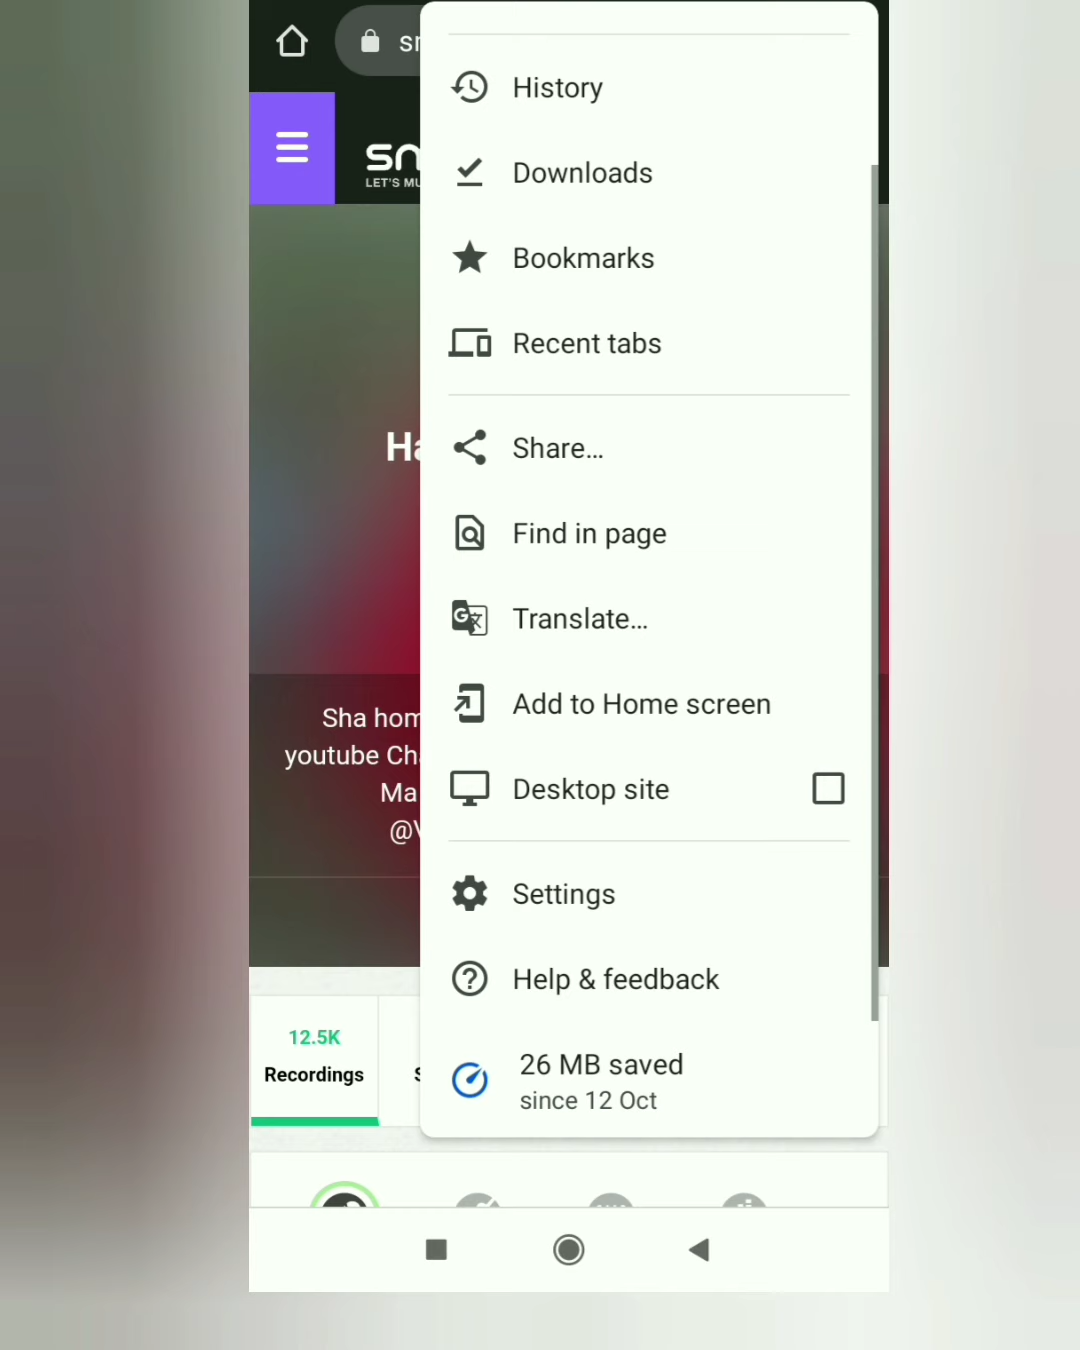 History
Downloads
Bookmarks
Recent tabs
Share...
Find in page
Translate...
Add to Home screen
Desktop site
Settings
Help & feedback
26 MB saved
since 12 Oct
LET'S MU
Sha hom
youtube Ch
Ma
12.5K
Recordings